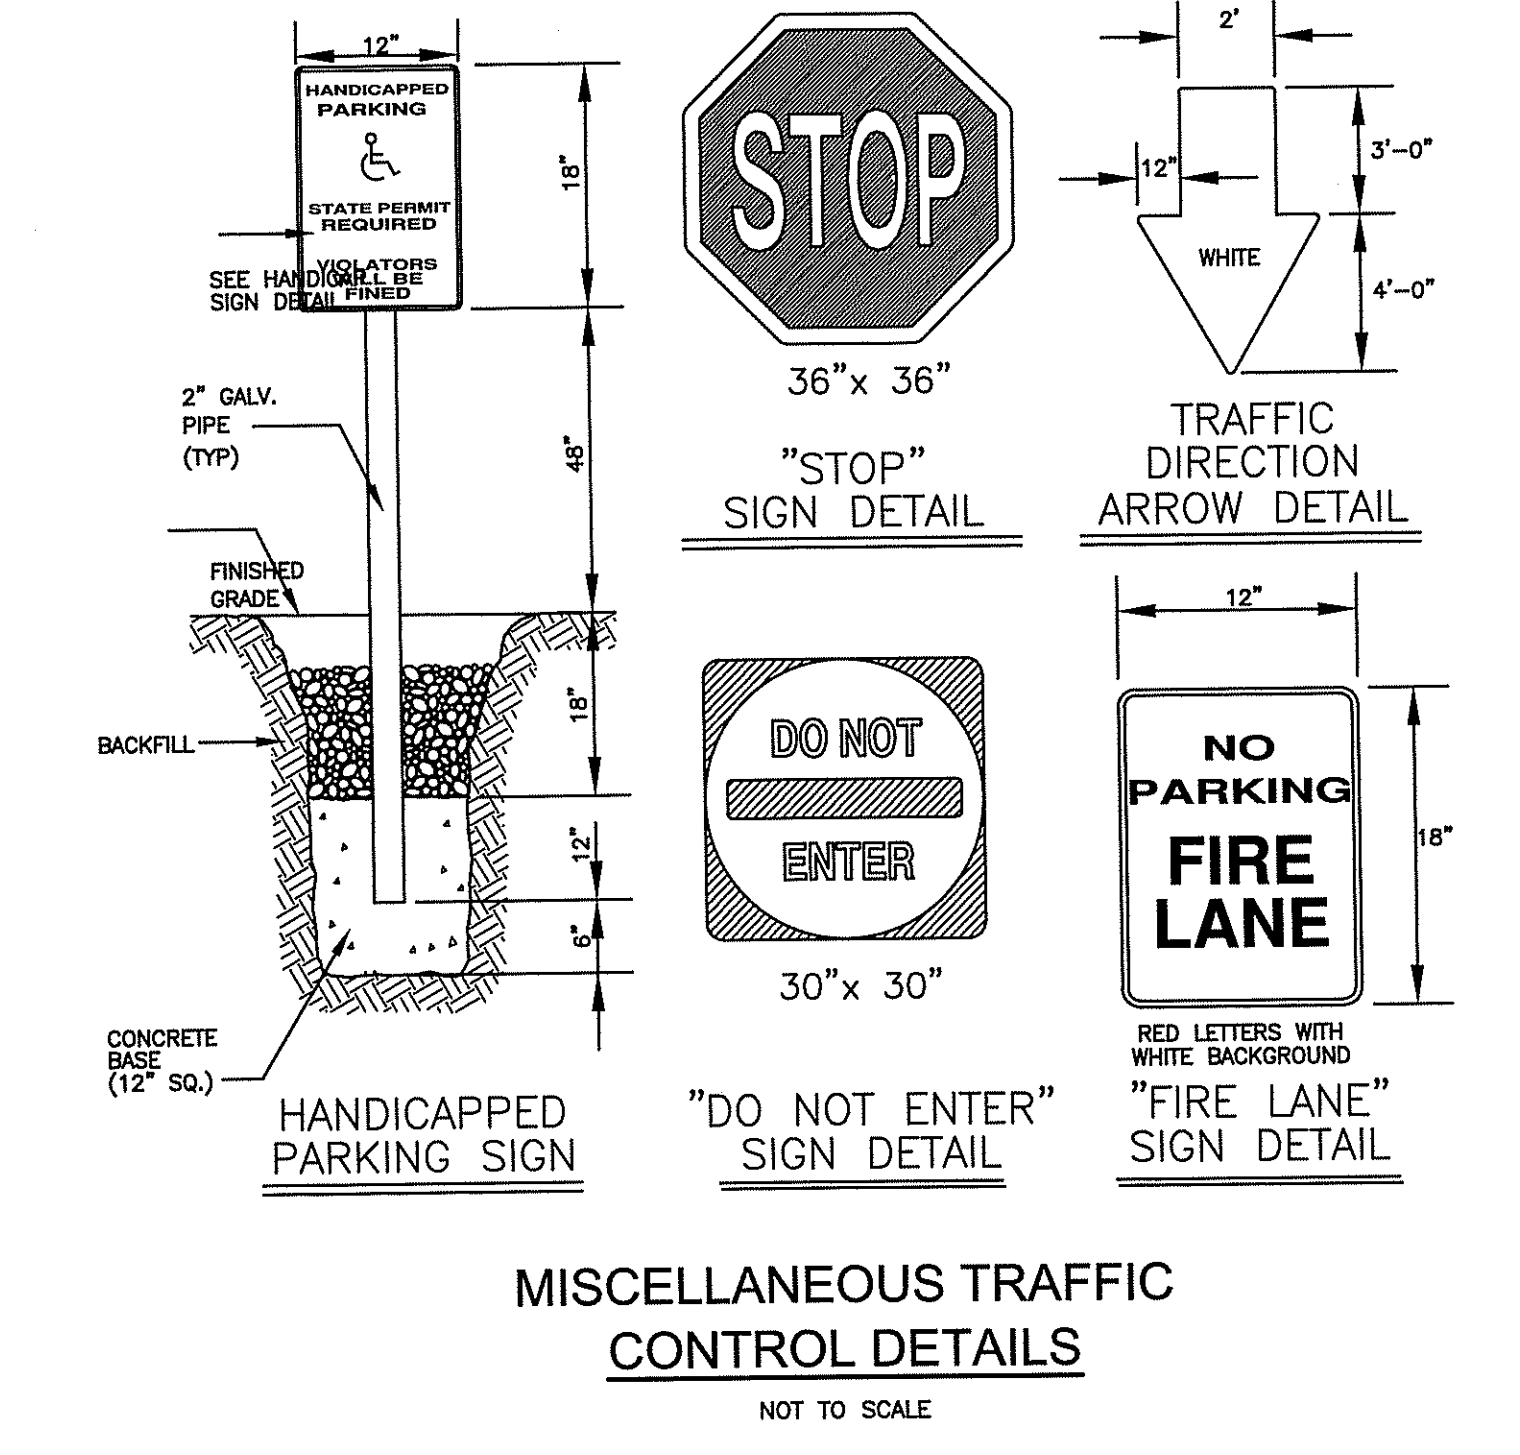 12"
HANDICAPPED
PARKING
STATE PERMIT
REQUIRED
VIOLATORS
WILL BE
FINED
SEE HANDICAP
SIGN DETAIL
18"
2" GALV.
PIPE
(TYP)
48"
FINISHED
GRADE
BACKFILL
18"
12"
6"
CONCRETE
BASE
(12" SQ.)
HANDICAPPED
PARKING SIGN
STOP
36"x 36"
"STOP"
SIGN DETAIL
2'
12"
3'-0"
WHITE
4'-0"
TRAFFIC
DIRECTION
ARROW DETAIL
DO NOT
ENTER
30"x 30"
"DO NOT ENTER"
SIGN DETAIL
12"
NO
PARKING
FIRE
LANE
18"
RED LETTERS WITH
WHITE BACKGROUND
"FIRE LANE"
SIGN DETAIL
MISCELLANEOUS TRAFFIC
CONTROL DETAILS
NOT TO SCALE